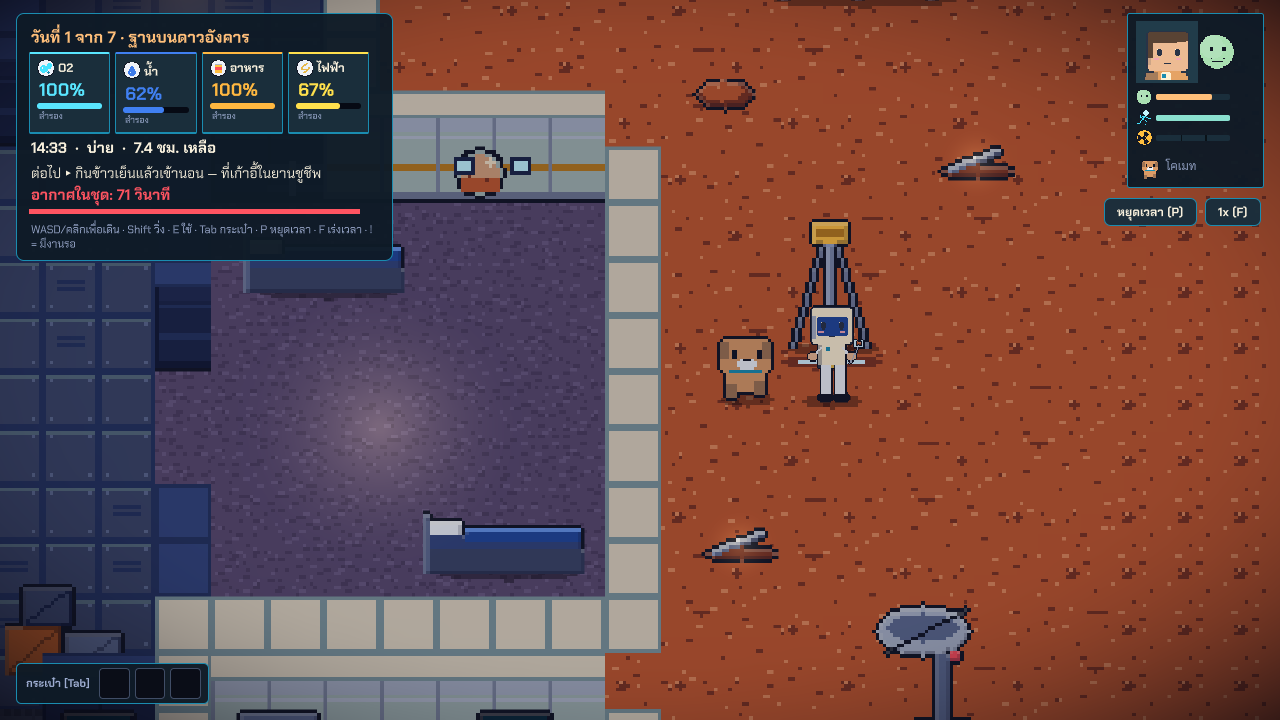 วันที่ 1 จาก 7 · ฐานบนดาวอังคาร
O2
100%
สำรอง
น้ำ
62%
สำรอง
อาหาร
100%
สำรอง
ไฟฟ้า
67%
สำรอง
14:33 · บ่าย · 7.4 ชม. เหลือ
ต่อไป ▸ กินข้าวเย็นแล้วเข้านอน — ที่เก้าอี้ในยานชูชีพ
อากาศในชุด: 71 วินาที
WASD/คลิกเพื่อเดิน · Shift วิ่ง · E ใช้ · Tab กระเป๋า · P หยุดเวลา · F เร่งเวลา · !
= มีงานรอ
โคเมท
หยุดเวลา (P)
1x (F)
กระเป๋า [Tab]